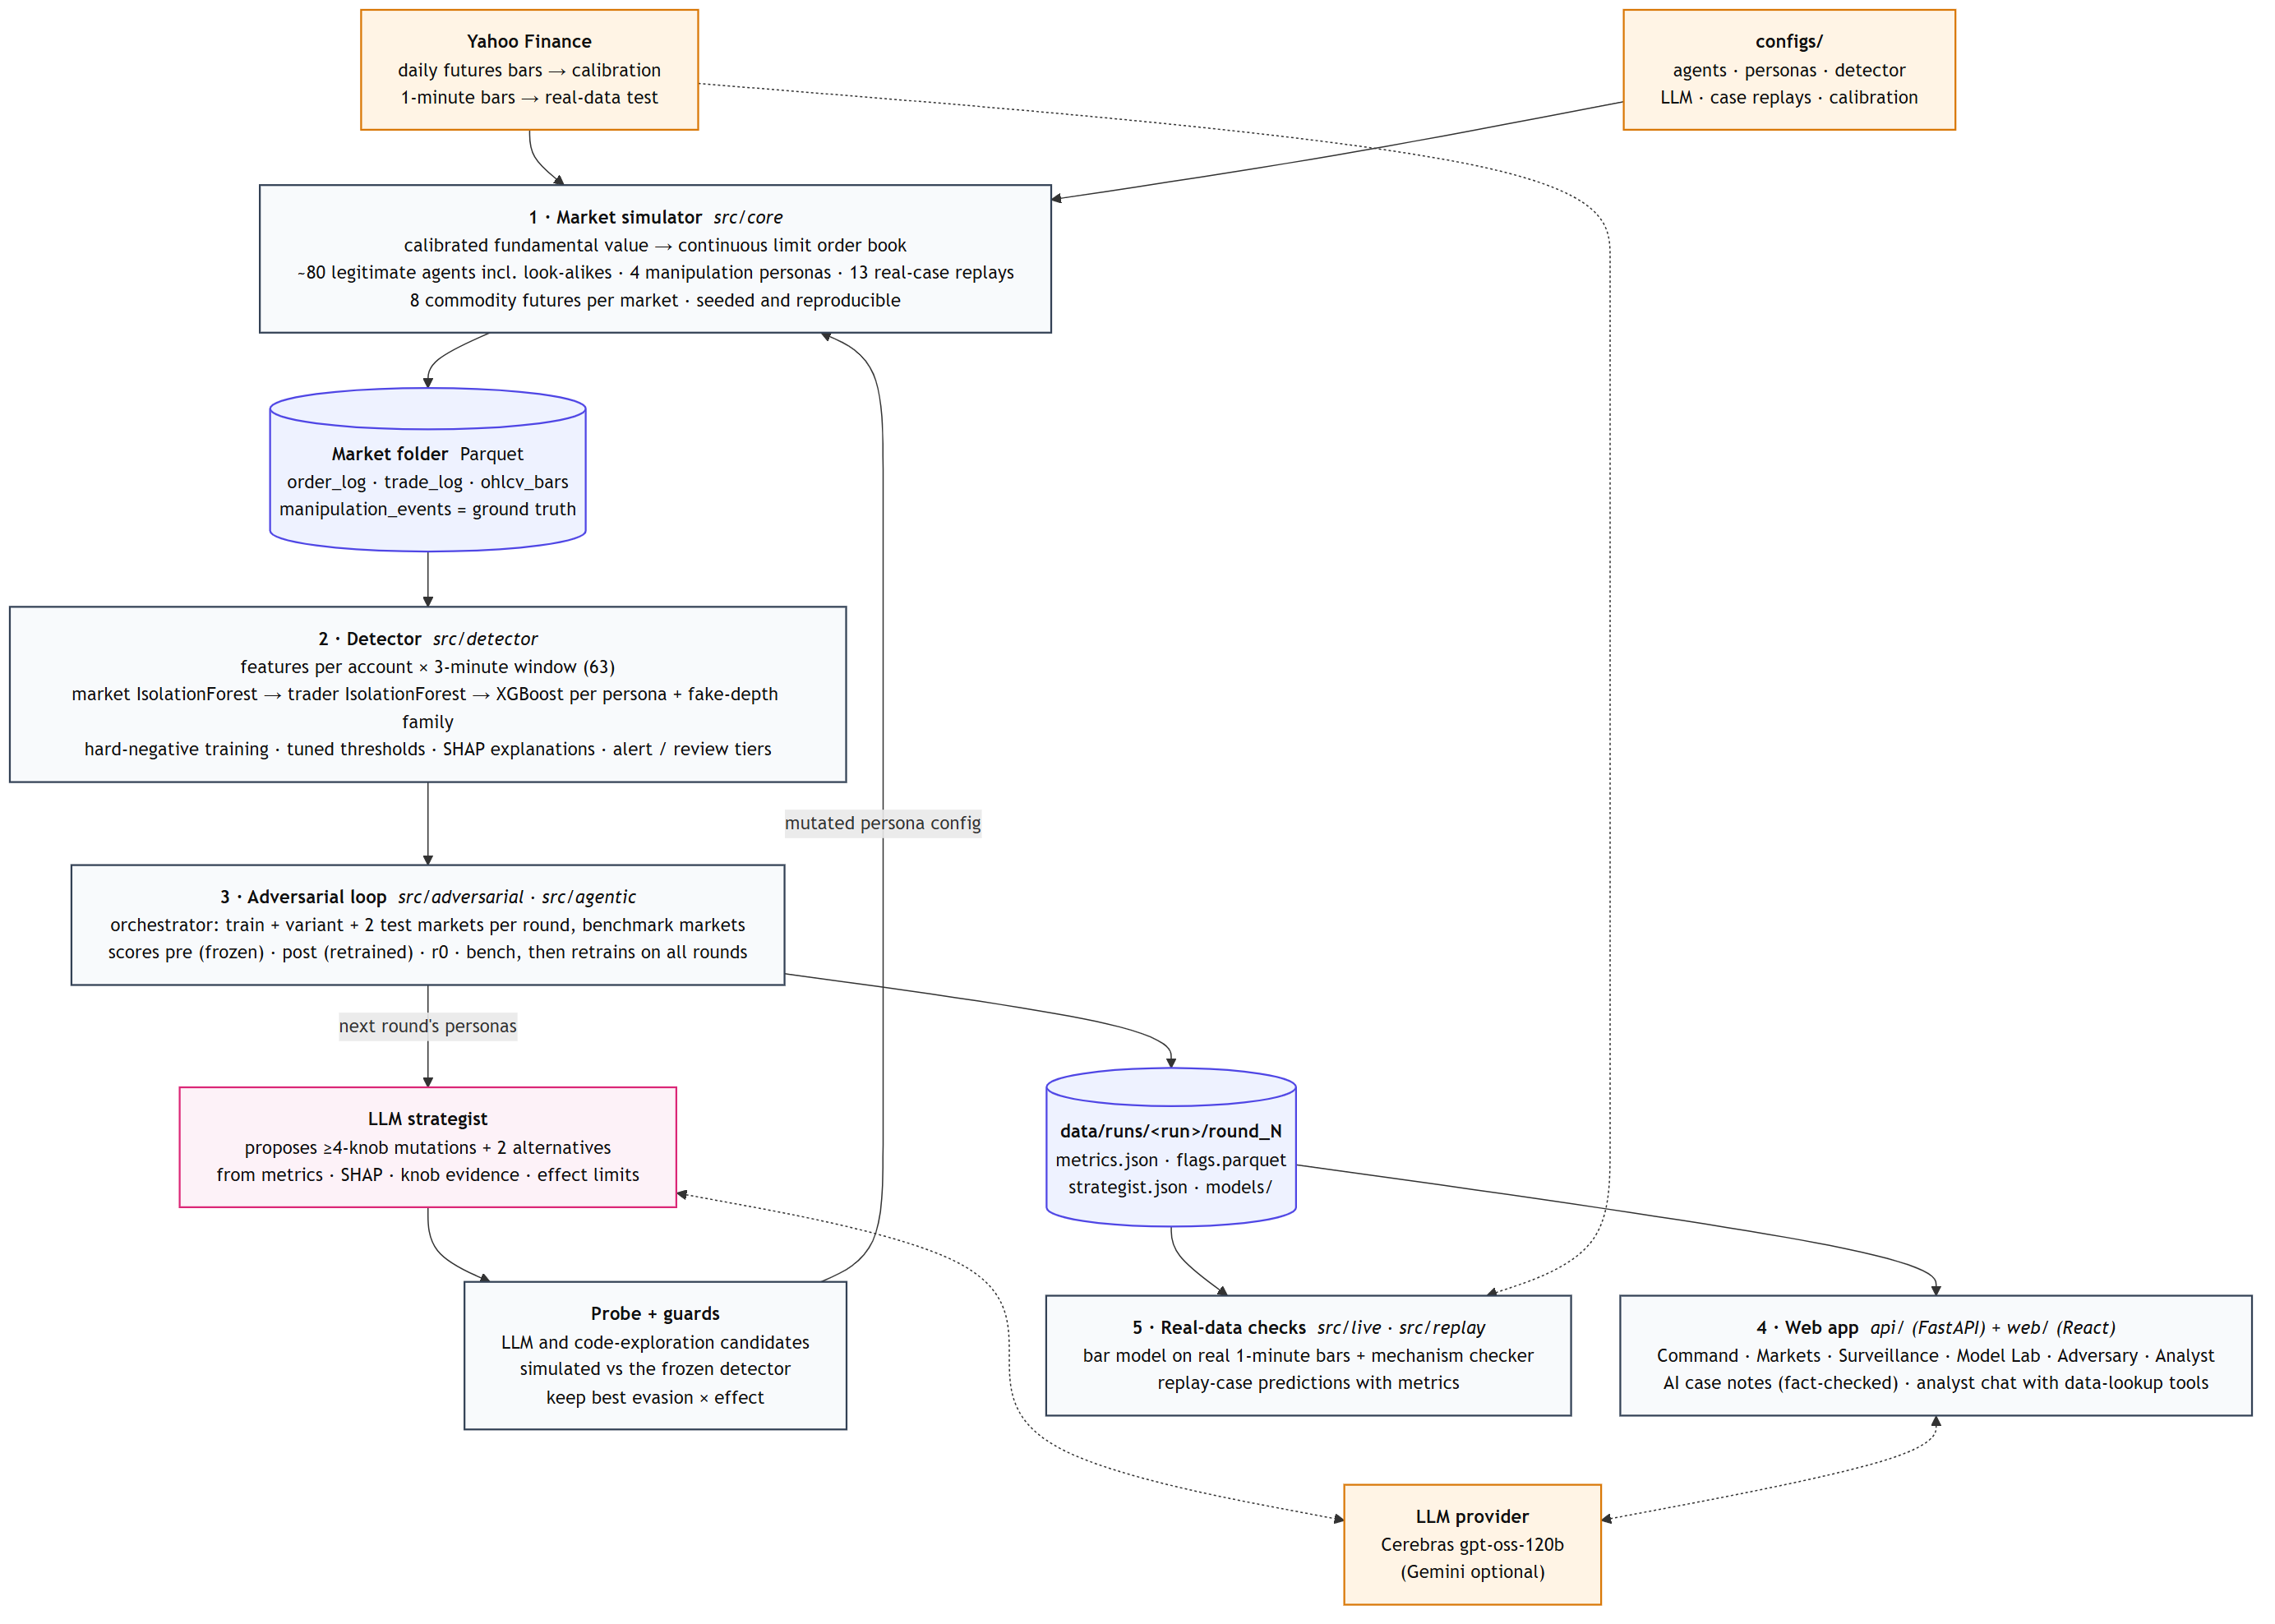 Yahoo Finance
daily futures bars → calibration
1-minute bars → real-data test
configs/
agents · personas · detector
LLM · case replays · calibration
1 · Market simulator src/core
calibrated fundamental value → continuous limit order book
~80 legitimate agents incl. look-alikes · 4 manipulation personas · 13 real-case replays
8 commodity futures per market · seeded and reproducible
Market folder Parquet
order_log · trade_log · ohlcv_bars
manipulation_events = ground truth
2 · Detector src/detector
features per account × 3-minute window (63)
market IsolationForest → trader IsolationForest → XGBoost per persona + fake-depth
family
hard-negative training · tuned thresholds · SHAP explanations · alert / review tiers
mutated persona config
3 · Adversarial loop src/adversarial · src/agentic
orchestrator: train + variant + 2 test markets per round, benchmark markets
scores pre (frozen) · post (retrained) · r0 · bench, then retrains on all rounds
next round's personas
LLM strategist
proposes ≥4-knob mutations + 2 alternatives
from metrics · SHAP · knob evidence · effect limits
data/runs/<run>/round_N
metrics.json · flags.parquet
strategist.json · models/
Probe + guards
LLM and code-exploration candidates
simulated vs the frozen detector
keep best evasion × effect
5 · Real-data checks src/live · src/replay
bar model on real 1-minute bars + mechanism checker
replay-case predictions with metrics
4 · Web app api/ (FastAPI) + web/ (React)
Command · Markets · Surveillance · Model Lab · Adversary · Analyst
AI case notes (fact-checked) · analyst chat with data-lookup tools
LLM provider
Cerebras gpt-oss-120b
(Gemini optional)